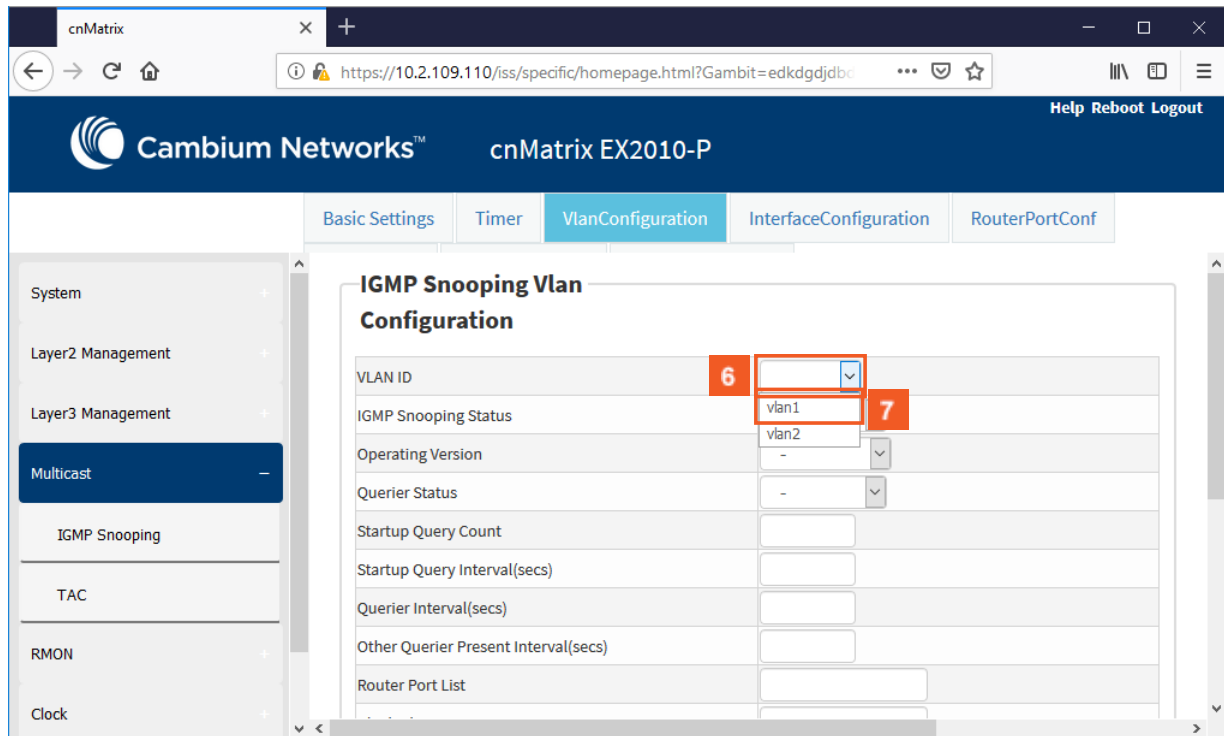 cnMatrix
https://10.2.109.110/iss/specific/homepage.html?Gambit=edkdgdjdbc
Help Reboot Logout
Cambium Networks™ cnMatrix EX2010-P
Basic Settings Timer VlanConfiguration InterfaceConfiguration RouterPortConf
System +
Layer2 Management +
Layer3 Management +
Multicast –
IGMP Snooping
TAC
RMON +
Clock +
IGMP Snooping Vlan
Configuration
VLAN ID 6
IGMP Snooping Status vlan1 7
vlan2
Operating Version -
Querier Status -
Startup Query Count
Startup Query Interval(secs)
Querier Interval(secs)
Other Querier Present Interval(secs)
Router Port List